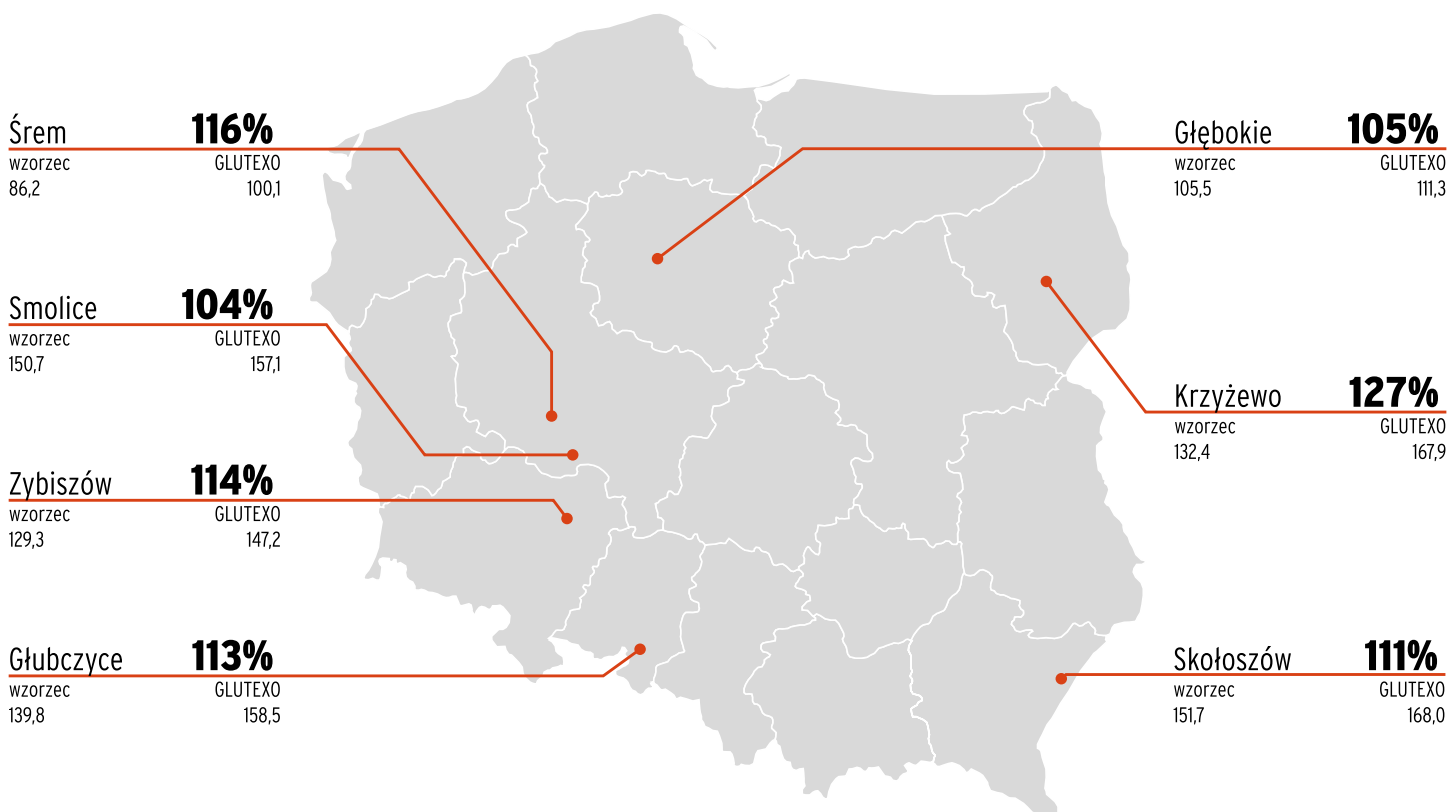 Śrem 116%
wzorzec GLUTEXO
86,2 100,1
Smolice 104%
wzorzec GLUTEXO
150,7 157,1
Zybiszów 114%
wzorzec GLUTEXO
129,3 147,2
Głubczyce 113%
wzorzec GLUTEXO
139,8 158,5
Głębokie 105%
wzorzec GLUTEXO
105,5 111,3
Krzyżewo 127%
wzorzec GLUTEXO
132,4 167,9
Skołoszów 111%
wzorzec GLUTEXO
151,7 168,0